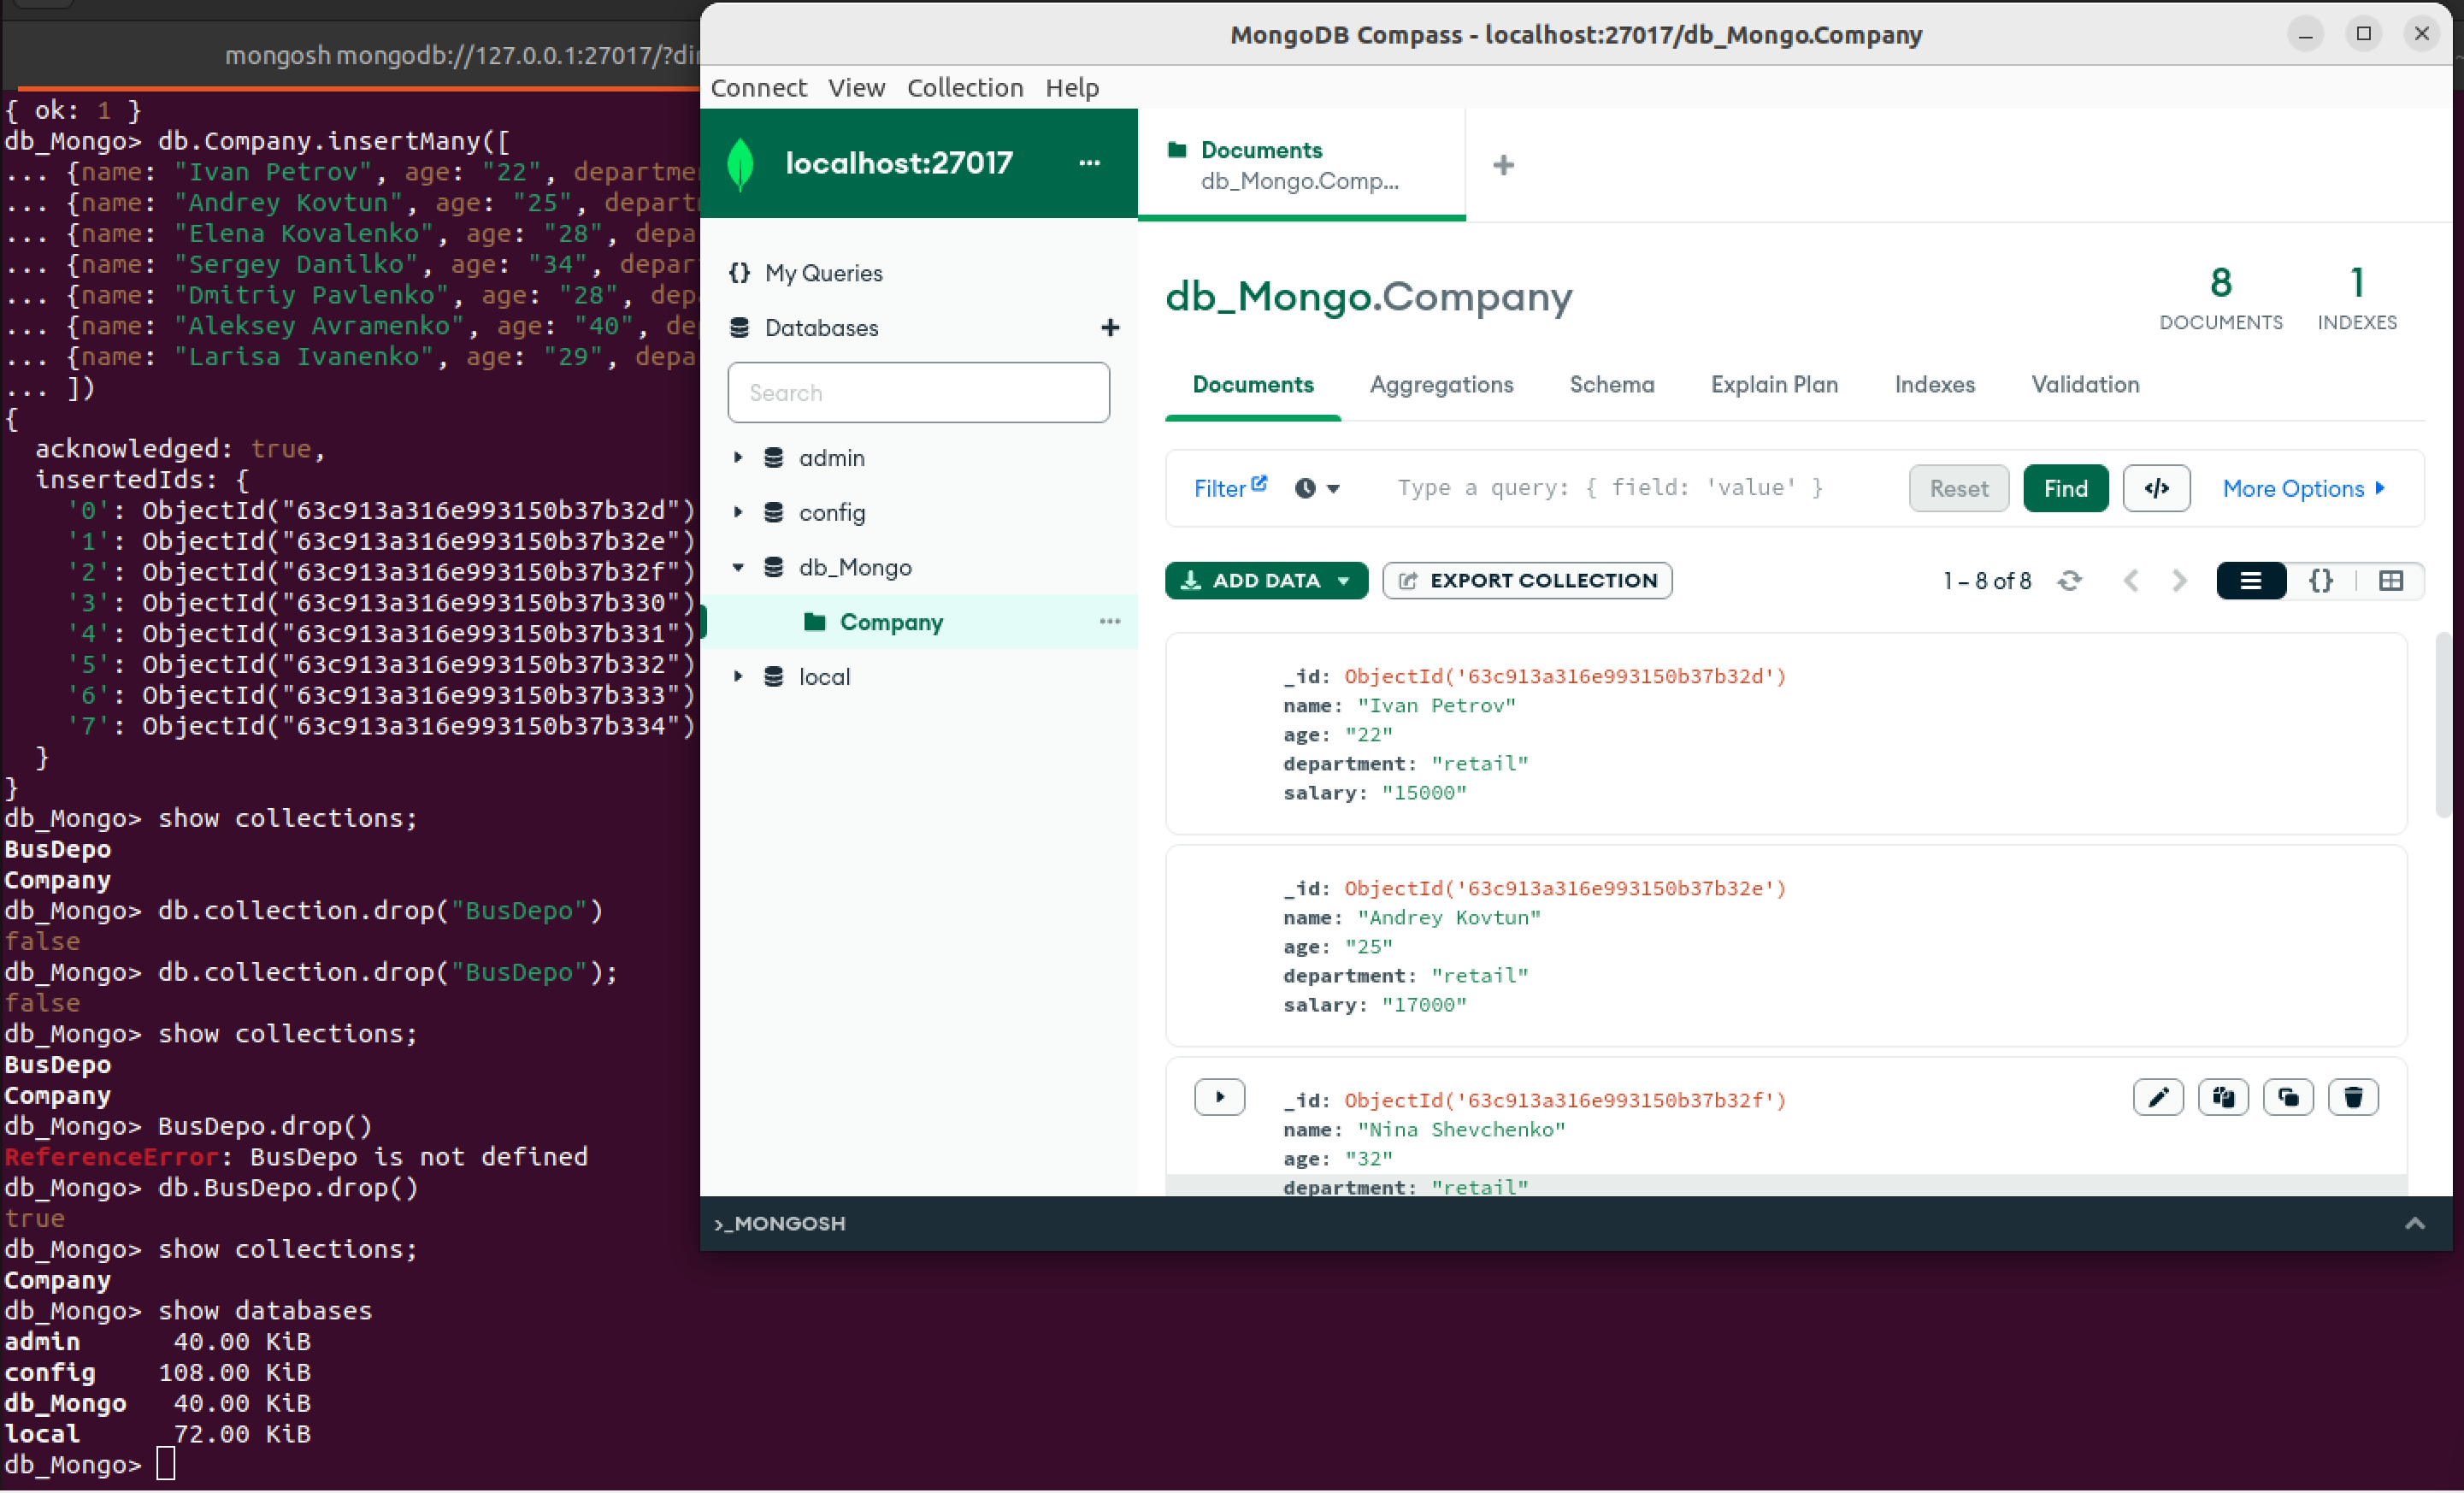 mongosh mongodb://127.0.0.1:27017/?dir
{ ok: 1 }
db_Mongo> db.Company.insertMany([
... {name: "Ivan Petrov", age: "22", departme
... {name: "Andrey Kovtun", age: "25", depart
... {name: "Elena Kovalenko", age: "28", depa
... {name: "Sergey Danilko", age: "34", depar
... {name: "Dmitriy Pavlenko", age: "28", dep
... {name: "Aleksey Avramenko", age: "40", de
... {name: "Larisa Ivanenko", age: "29", depa
... ])
{
acknowledged: true,
insertedIds: {
'0': ObjectId("63c913a316e993150b37b32d")
'1': ObjectId("63c913a316e993150b37b32e")
'2': ObjectId("63c913a316e993150b37b32f")
'3': ObjectId("63c913a316e993150b37b330")
'4': ObjectId("63c913a316e993150b37b331")
'5': ObjectId("63c913a316e993150b37b332")
'6': ObjectId("63c913a316e993150b37b333")
'7': ObjectId("63c913a316e993150b37b334")
}
}
db_Mongo> show collections;
BusDepo
Company
db_Mongo> db.collection.drop("BusDepo")
false
db_Mongo> db.collection.drop("BusDepo");
false
db_Mongo> show collections;
BusDepo
Company
db_Mongo> BusDepo.drop()
ReferenceError: BusDepo is not defined
db_Mongo> db.BusDepo.drop()
true
db_Mongo> show collections;
Company
db_Mongo> show databases
admin 40.00 KiB
config 108.00 KiB
db_Mongo 40.00 KiB
local 72.00 KiB
db_Mongo>
MongoDB Compass - localhost:27017/db_Mongo.Company
Connect View Collection Help
localhost:27017 ...
{} My Queries
Databases +
Search
admin
config
db_Mongo
Company ...
local
Documents
db_Mongo.Comp...
+
db_Mongo.Company
8
DOCUMENTS
1
INDEXES
Documents Aggregations Schema Explain Plan Indexes Validation
Filter Type a query: { field: 'value' } Reset Find </> More Options
ADD DATA EXPORT COLLECTION 1 – 8 of 8 {}
_id: ObjectId('63c913a316e993150b37b32d')
name: "Ivan Petrov"
age: "22"
department: "retail"
salary: "15000"
_id: ObjectId('63c913a316e993150b37b32e')
name: "Andrey Kovtun"
age: "25"
department: "retail"
salary: "17000"
_id: ObjectId('63c913a316e993150b37b32f')
name: "Nina Shevchenko"
age: "32"
department: "retail"
>_MONGOSH